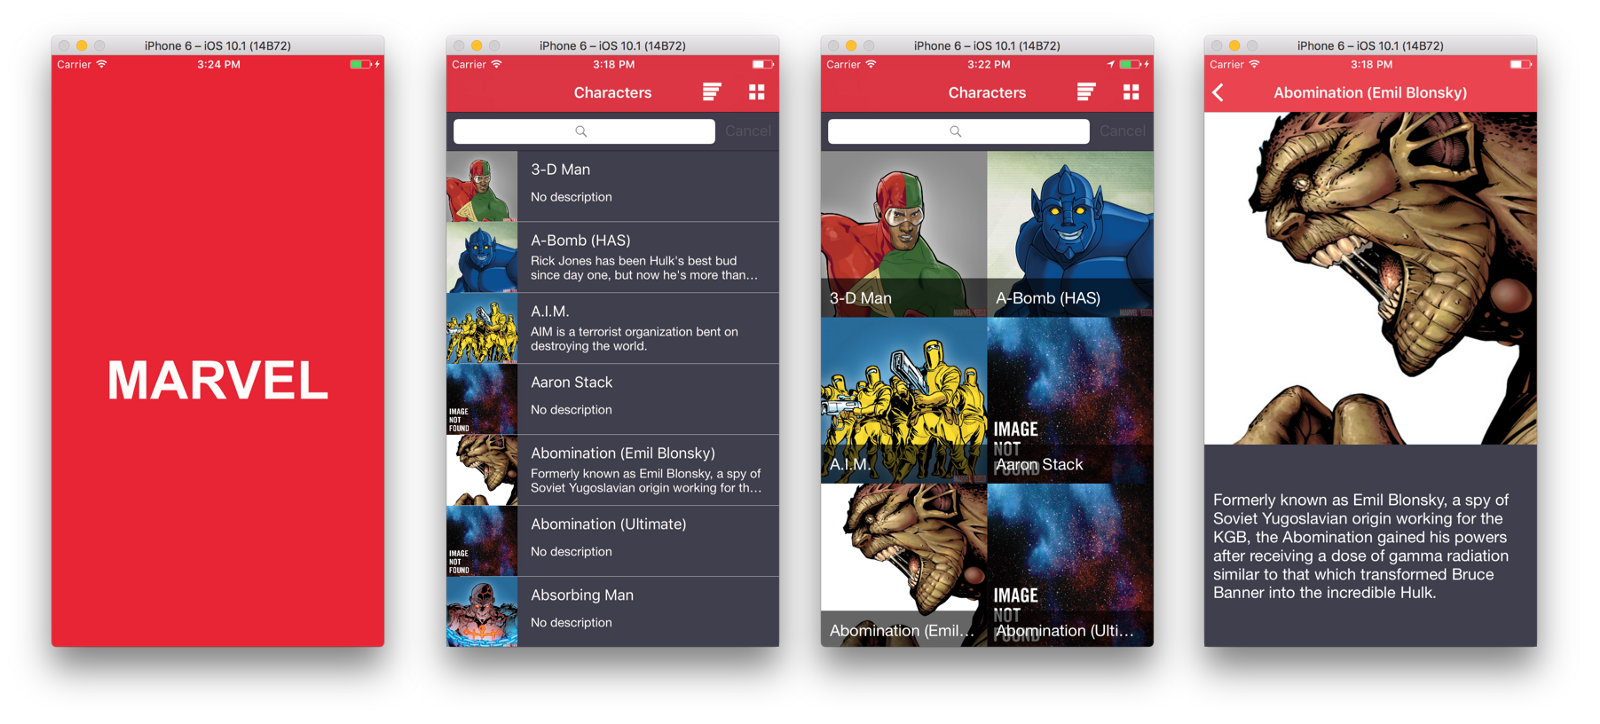 iPhone 6 – iOS 10.1 (14B72)
Carrier
3:24 PM
MARVEL
iPhone 6 – iOS 10.1 (14B72)
Carrier
3:18 PM
Characters
Cancel
3-D Man
No description
A-Bomb (HAS)
Rick Jones has been Hulk's best bud
since day one, but now he's more than...
A.I.M.
AIM is a terrorist organization bent on
destroying the world.
IMAGE
NOT
FOUND
Aaron Stack
No description
Abomination (Emil Blonsky)
Formerly known as Emil Blonsky, a spy of
Soviet Yugoslavian origin working for th...
IMAGE
NOT
FOUND
Abomination (Ultimate)
No description
Absorbing Man
No description
iPhone 6 – iOS 10.1 (14B72)
Carrier
3:22 PM
Characters
Cancel
3-D Man
A-Bomb (HAS)
A.I.M.
IMAGE
NOT
FOUND
Aaron Stack
Abomination (Emil...
IMAGE
NOT
FOUND
Abomination (Ulti...
iPhone 6 – iOS 10.1 (14B72)
Carrier
3:18 PM
Abomination (Emil Blonsky)
Formerly known as Emil Blonsky, a spy of
Soviet Yugoslavian origin working for the
KGB, the Abomination gained his powers
after receiving a dose of gamma radiation
similar to that which transformed Bruce
Banner into the incredible Hulk.